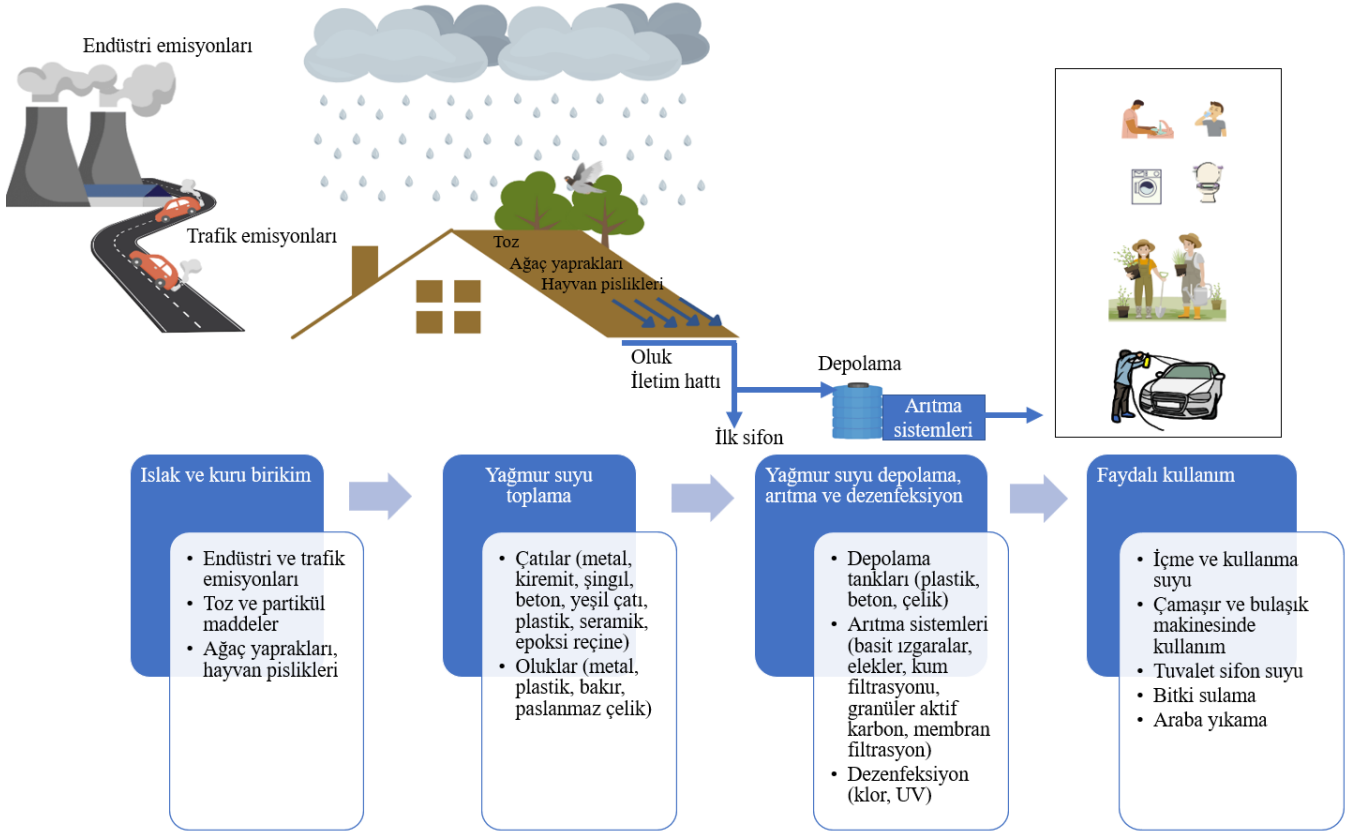 Endüstri emisyonları
Trafik emisyonları
Toz
Ağaç yaprakları
Hayvan pislikleri
Oluk
İletim hattı
İlk sifon
Depolama
Arıtma
sistemleri
Islak ve kuru birikim
• Endüstri ve trafik
emisyonları
• Toz ve partikül
maddeler
• Ağaç yaprakları,
hayvan pislikleri
Yağmur suyu
toplama
• Çatılar (metal,
kiremit, şıngıl,
beton, yeşil çatı,
plastik, seramik,
epoksi reçine)
• Oluklar (metal,
plastik, bakır,
paslanmaz çelik)
Yağmur suyu depolama,
arıtma ve dezenfeksiyon
• Depolama
tankları (plastik,
beton, çelik)
• Arıtma sistemleri
(basit ızgaralar,
elekler, kum
filtrasyonu,
granüler aktif
karbon, membran
filtrasyon)
• Dezenfeksiyon
(klor, UV)
Faydalı kullanım
• İçme ve kullanma
suyu
• Çamaşır ve bulaşık
makinesinde
kullanım
• Tuvalet sifon suyu
• Bitki sulama
• Araba yıkama